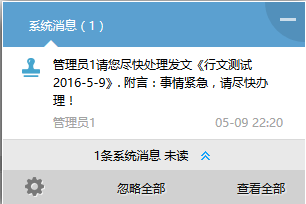 系统消息（1）
管理员1请您尽快处理发文《行文测试
2016-5-9》. 附言：事情紧急，请尽快办
理！
管理员1 05-09 22:20
1条系统消息 未读
忽略全部 查看全部